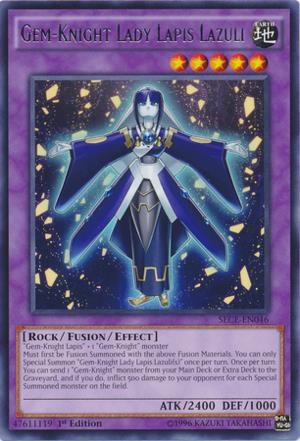 GEM-KNIGHT LADY LAPIS LAZULI
EARTH
地
SECE-EN046
[ROCK/FUSION/EFFECT]
"Gem-Knight Lapis" + 1 "Gem-Knight" monster
Must first be Fusion Summoned with the above Fusion Materials. You can only
Special Summon "Gem-Knight Lady Lapis Lazuli(s)" once per turn. Once per turn:
You can send 1 "Gem-Knight" monster from your Main Deck or Extra Deck to the
Graveyard, and if you do, inflict 500 damage to your opponent for each Special
Summoned monster on the field.
ATK/2400 DEF/1000
47611119 1st Edition
©1996 KAZUKI TAKAHASHI